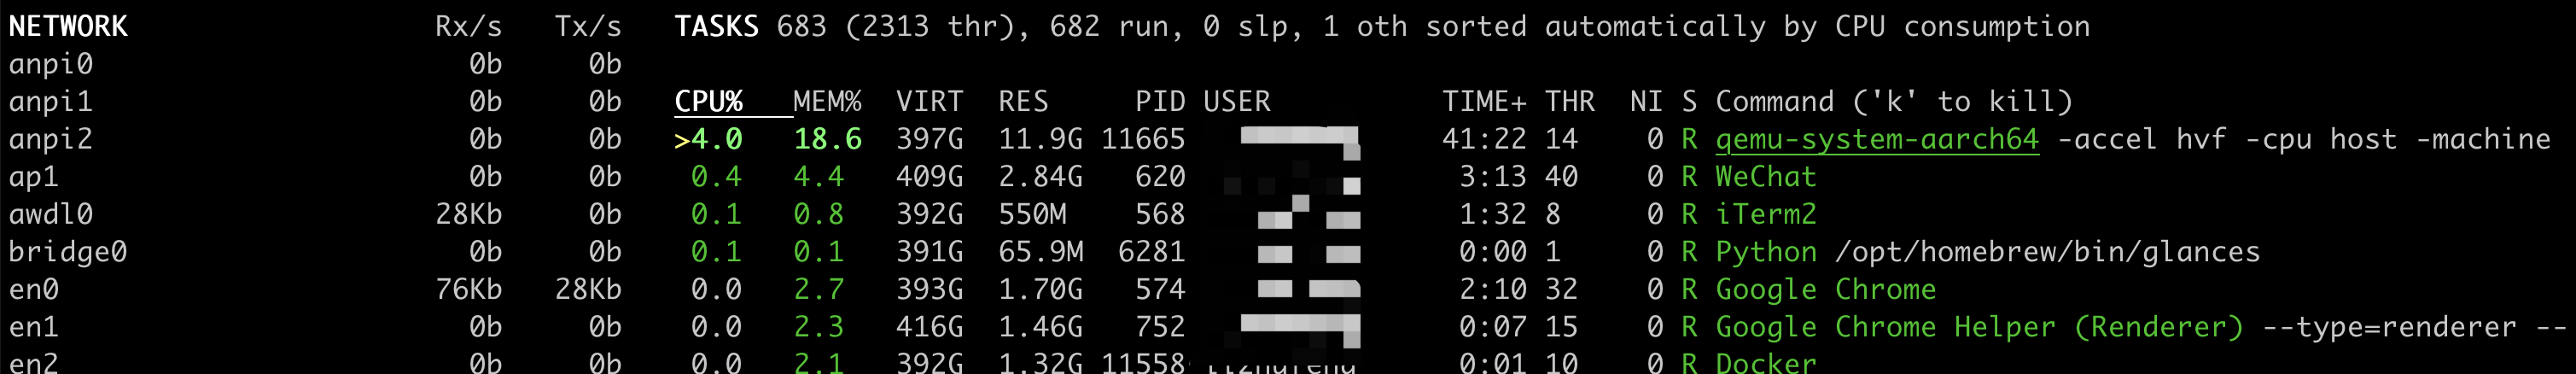 NETWORK Rx/s Tx/s TASKS 683 (2313 thr), 682 run, 0 slp, 1 oth sorted automatically by CPU consumption
anpi0 0b 0b
anpi1 0b 0b CPU% MEM% VIRT RES PID USER TIME+ THR NI S Command ('k' to kill)
anpi2 0b 0b >4.0 18.6 397G 11.9G 11665 41:22 14 0 R qemu-system-aarch64 -accel hvf -cpu host -machine
ap1 0b 0b 0.4 4.4 409G 2.84G 620 3:13 40 0 R WeChat
awdl0 28Kb 0b 0.1 0.8 392G 550M 568 1:32 8 0 R iTerm2
bridge0 0b 0b 0.1 0.1 391G 65.9M 6281 0:00 1 0 R Python /opt/homebrew/bin/glances
en0 76Kb 28Kb 0.0 2.7 393G 1.70G 574 2:10 32 0 R Google Chrome
en1 0b 0b 0.0 2.3 416G 1.46G 752 0:07 15 0 R Google Chrome Helper (Renderer) --type=renderer --
en2 0b 0b 0.0 2.1 392G 1.32G 11558 0:01 10 0 R Docker